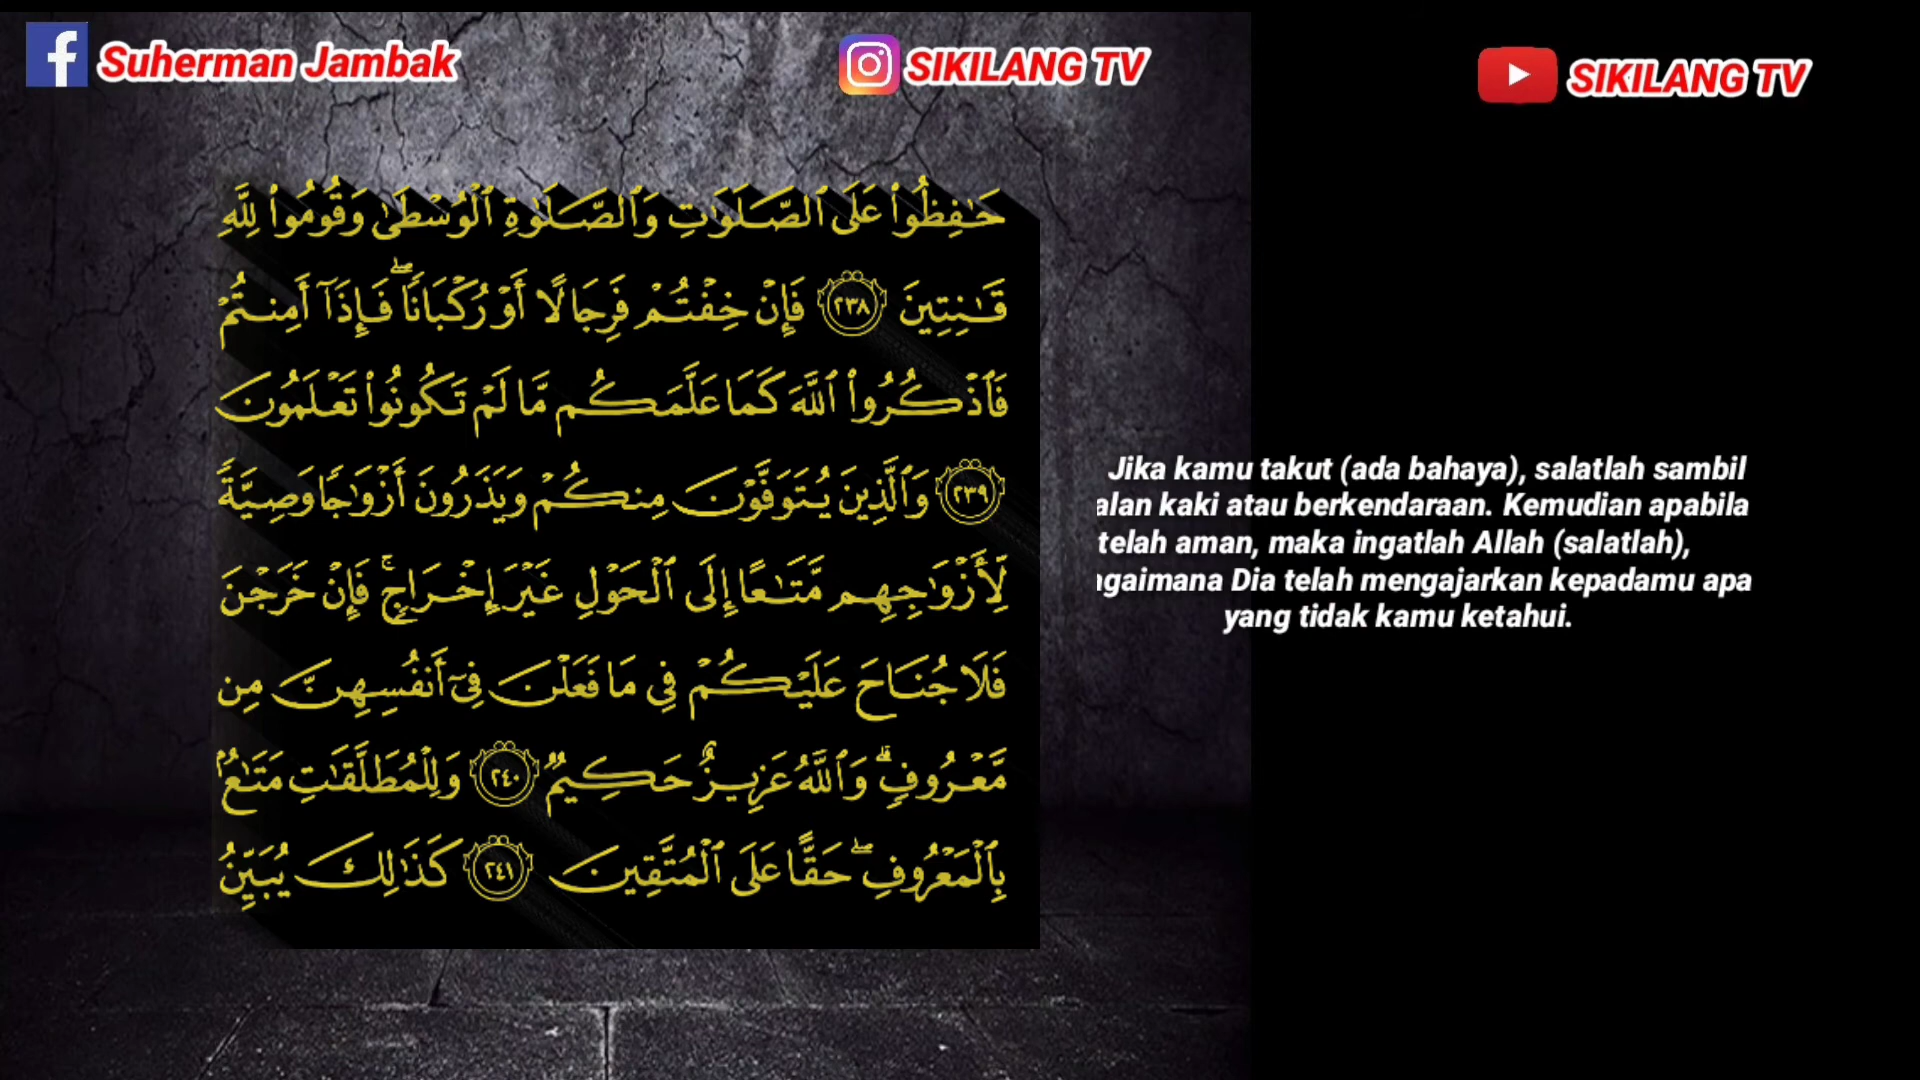 Suherman Jambak
SIKILANG TV
SIKILANG TV
حَـٰفِظُوا۟ عَلَى ٱلصَّلَوَٰتِ وَٱلصَّلَوٰةِ ٱلْوُسْطَىٰ وَقُومُوا۟ لِلَّهِ
قَـٰنِتِينَ ٢٣٨ فَإِنْ خِفْتُمْ فَرِجَالًا أَوْ رُكْبَانًا ۖ فَإِذَآ أَمِنتُمْ
فَٱذْكُرُوا۟ ٱللَّهَ كَمَا عَلَّمَكُم مَّا لَمْ تَكُونُوا۟ تَعْلَمُونَ
٢٣٩ وَٱلَّذِينَ يُتَوَفَّوْنَ مِنكُمْ وَيَذَرُونَ أَزْوَٰجًا وَصِيَّةً
لِّأَزْوَٰجِهِم مَّتَـٰعًا إِلَى ٱلْحَوْلِ غَيْرَ إِخْرَاجٍ ۚ فَإِنْ خَرَجْنَ
فَلَا جُنَاحَ عَلَيْكُمْ فِى مَا فَعَلْنَ فِىٓ أَنفُسِهِنَّ مِن
مَّعْرُوفٍ ۗ وَٱللَّهُ عَزِيزٌ حَكِيمٌ ٢٤٠ وَلِلْمُطَلَّقَـٰتِ مَتَـٰعٌۢ
بِٱلْمَعْرُوفِ ۖ حَقًّا عَلَى ٱلْمُتَّقِينَ ٢٤١ كَذَٰلِكَ يُبَيِّنُ
Jika kamu takut (ada bahaya), salatlah sambil
alan kaki atau berkendaraan. Kemudian apabila
telah aman, maka ingatlah Allah (salatlah),
gaimana Dia telah mengajarkan kepadamu apa
yang tidak kamu ketahui.